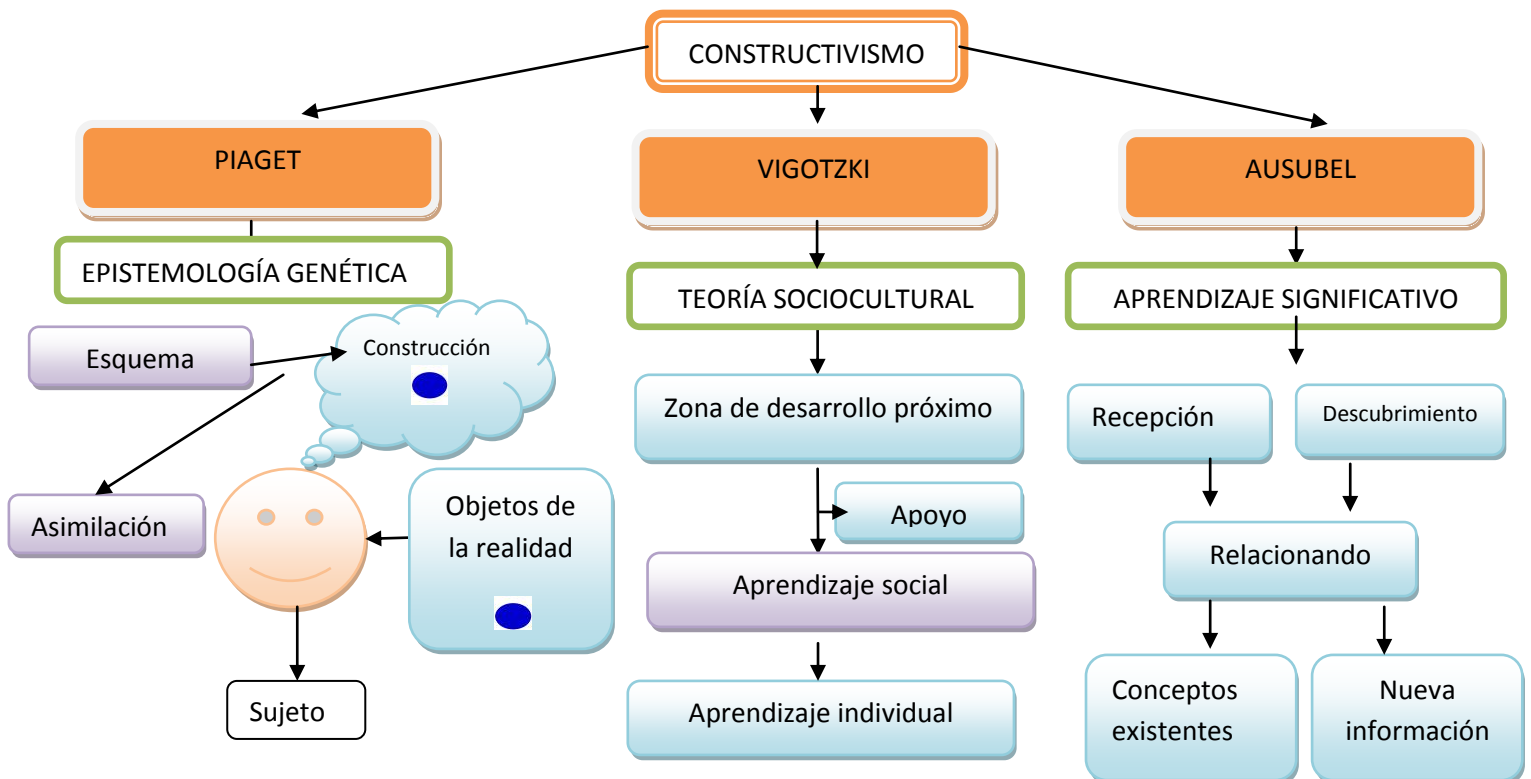 CONSTRUCTIVISMO
PIAGET
VIGOTZKI
AUSUBEL
EPISTEMOLOGÍA GENÉTICA
TEORÍA SOCIOCULTURAL
APRENDIZAJE SIGNIFICATIVO
Esquema
Construcción
Asimilación
Objetos de
la realidad
Sujeto
Zona de desarrollo próximo
Apoyo
Aprendizaje social
Aprendizaje individual
Recepción
Descubrimiento
Relacionando
Conceptos
existentes
Nueva
información